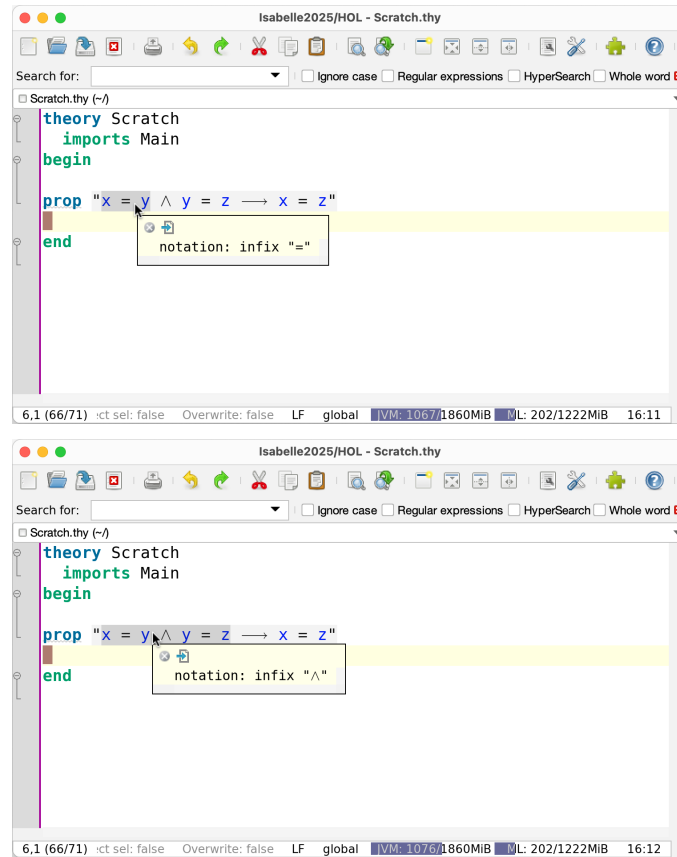 Isabelle2025/HOL - Scratch.thy
Search for: Ignore case Regular expressions HyperSearch Whole word
Scratch.thy (~/)
theory Scratch
imports Main
begin
prop "x = y ∧ y = z ⟶ x = z"
notation: infix "="
end
6,1 (66/71) ect sel: false Overwrite: false LF global JVM: 1067/1860MiB ML: 202/1222MiB 16:11
Isabelle2025/HOL - Scratch.thy
Search for: Ignore case Regular expressions HyperSearch Whole word
Scratch.thy (~/)
theory Scratch
imports Main
begin
prop "x = y ∧ y = z ⟶ x = z"
notation: infix "∧"
end
6,1 (66/71) ect sel: false Overwrite: false LF global JVM: 1076/1860MiB ML: 202/1222MiB 16:12